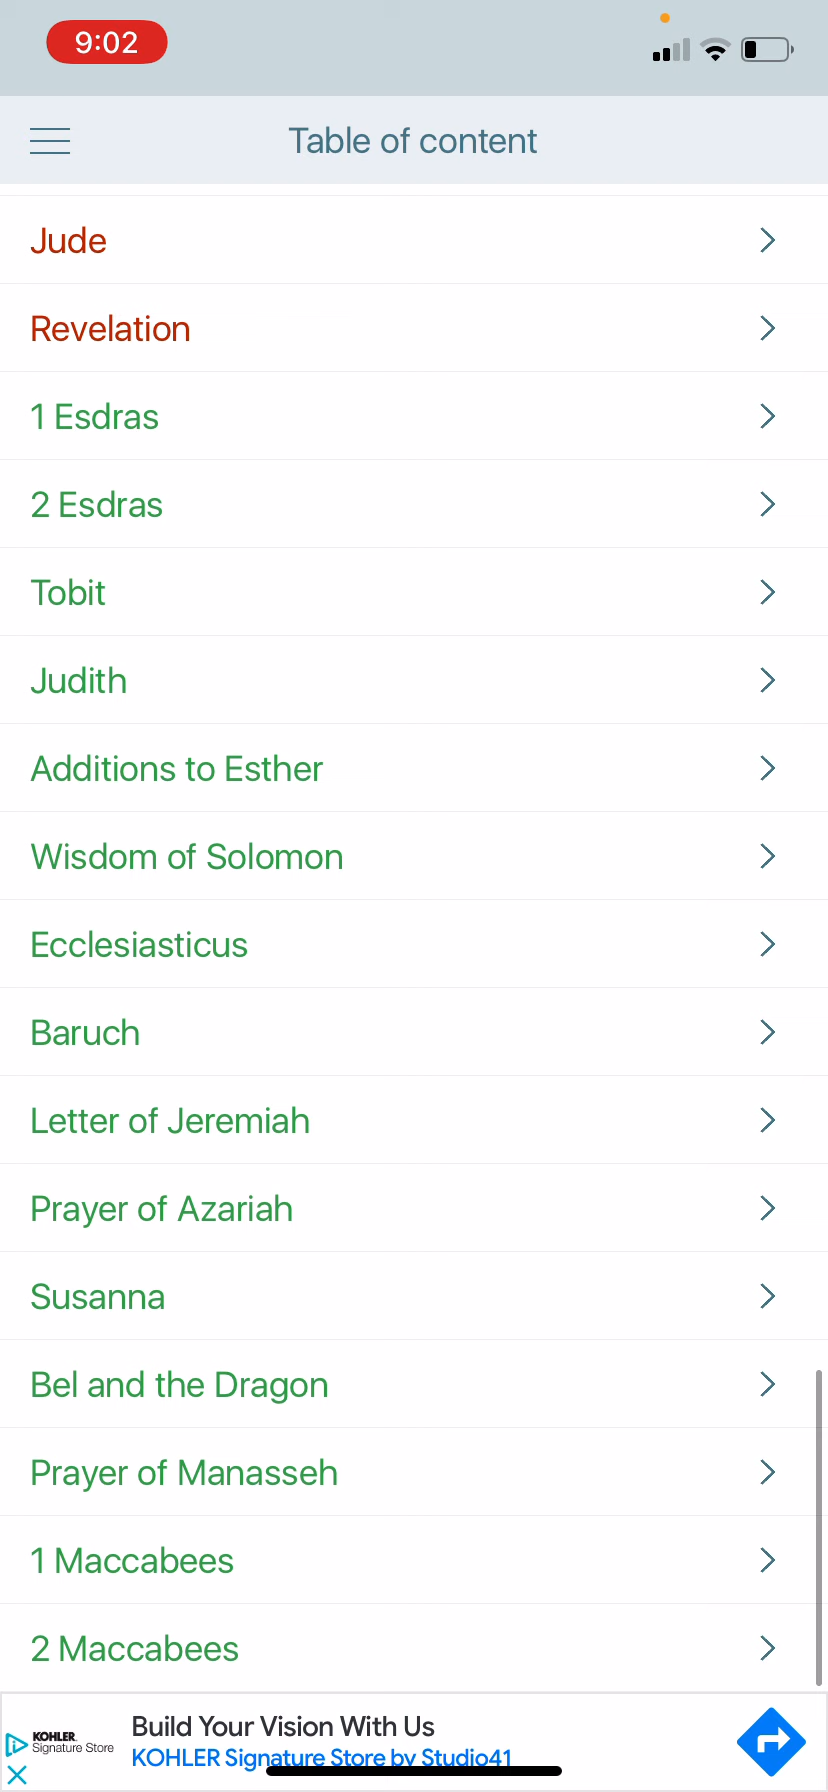 9:02
Table of content
Jude
Revelation
1 Esdras
2 Esdras
Tobit
Judith
Additions to Esther
Wisdom of Solomon
Ecclesiasticus
Baruch
Letter of Jeremiah
Prayer of Azariah
Susanna
Bel and the Dragon
Prayer of Manasseh
1 Maccabees
2 Maccabees
Build Your Vision With Us
KOHLER
Signature Store
KOHLER Signature Store by Studio41